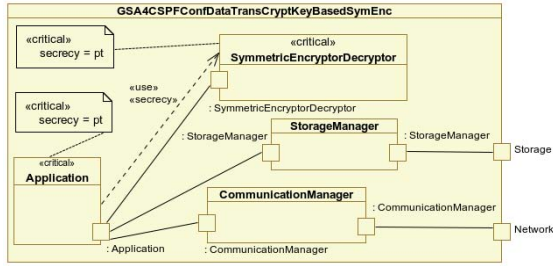 GSA4CSPFConfDataTransCryptKeyBasedSymEnc
«critical»
secrecy = pt
«critical»
SymmetricEncryptorDecryptor
«use»
«secrecy»
«critical»
secrecy = pt
: SymmetricEncryptorDecryptor
StorageManager
: StorageManager
: StorageManager
Storage
«critical»
Application
CommunicationManager
: CommunicationManager
Network
: Application
: CommunicationManager